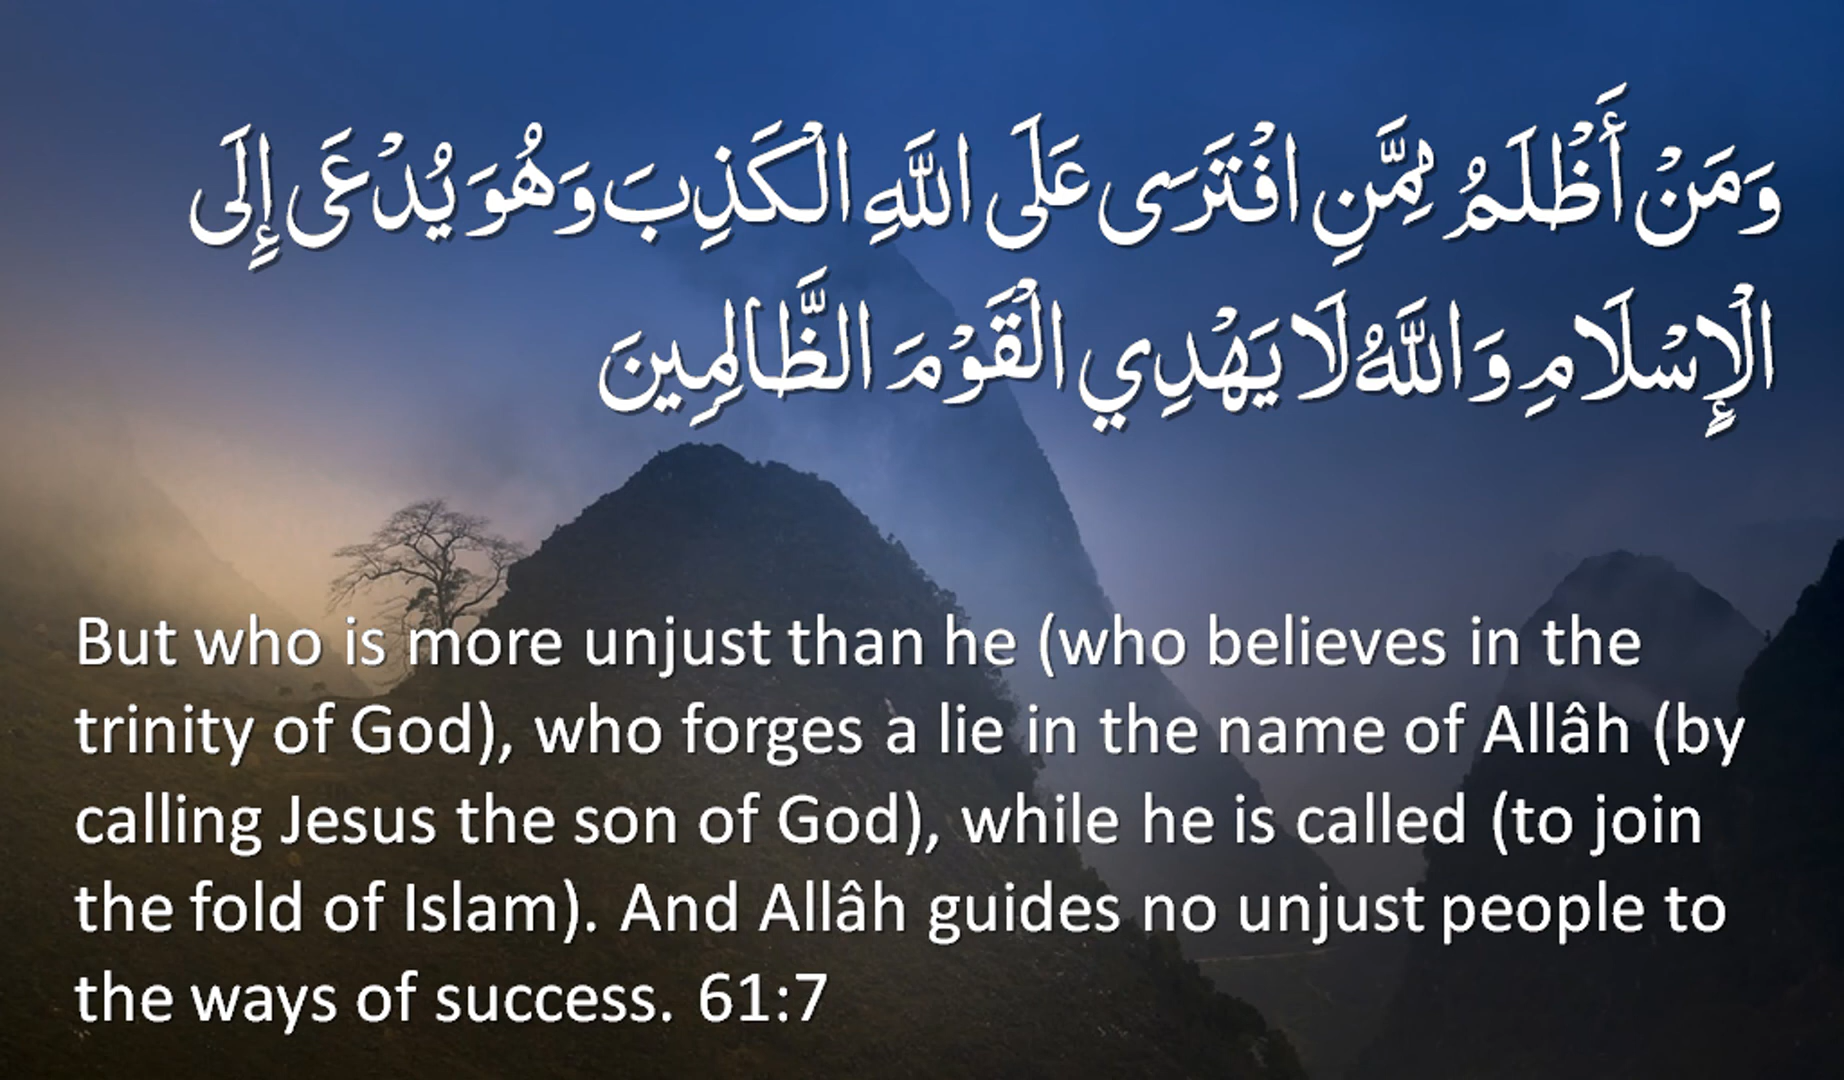 وَمَنْ أَظْلَمُ مِمَّنِ افْتَرَى عَلَى اللَّهِ الْكَذِبَ وَهُوَ يُدْعَى إِلَى
الْإِسْلَامِ وَاللَّهُ لَا يَهْدِي الْقَوْمَ الظَّالِمِينَ
But who is more unjust than he (who believes in the
trinity of God), who forges a lie in the name of Allâh (by
calling Jesus the son of God), while he is called (to join
the fold of Islam). And Allâh guides no unjust people to
the ways of success. 61:7